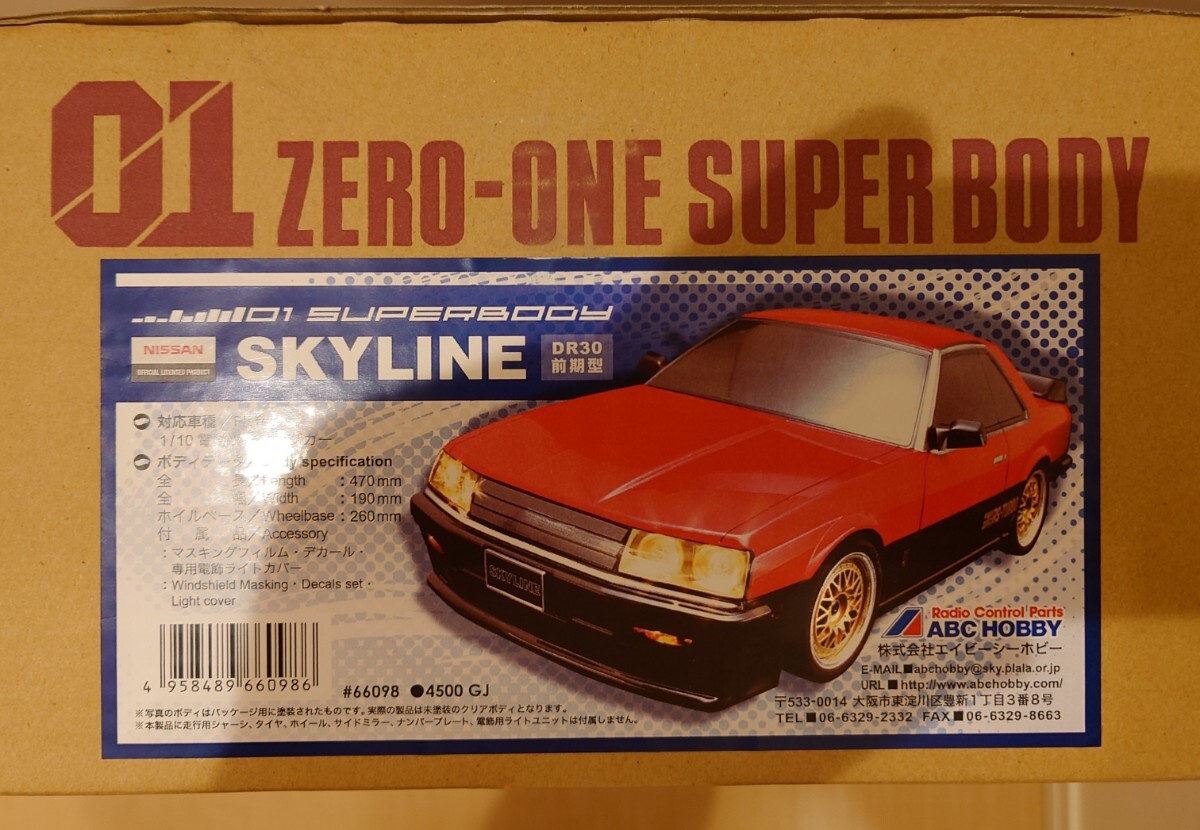 01 ZERO-ONE SUPER BODY
01 SUPERBODY
NISSAN
OFFICIAL LICENSED PRODUCT
SKYLINE
DR30
前期型
対応車種/
1/10 電 カー
ボディデ specification
全 Length :470mm
全 幅/Width :190mm
ホイルベース/Wheelbase:260mm
付 属 品/Accessory
:マスキングフィルム・デカール・
専用電飾ライトカバー
:Windshield Masking・Decals set・
Light cover
SKYLINE
Radio Control Parts
ABC HOBBY
株式会社エイビーシーホビー
E-MAIL■abchobby@sky.plala.or.jp
URL■http://www.abchobby.com/
〒533-0014 大阪市東淀川区豊新1丁目3番8号
TEL■06-6329-2332 FAX■06-6329-8663
4 958489 660986
#66098 ●4500 GJ
※写真のボディはパッケージ用に塗装されたものです。実際の製品は未塗装のクリアボディとなります。
※本製品に走行用シャーシ、タイヤ、ホイール、サイドミラー、ナンバープレート、電飾用ライトユニットは付属しません。